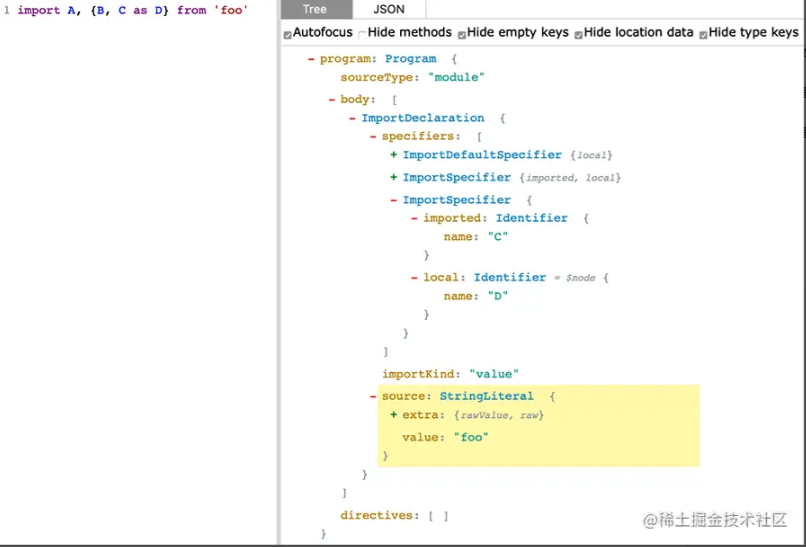 1 import A, {B, C as D} from 'foo'
Tree JSON
Autofocus Hide methods Hide empty keys Hide location data Hide type keys
- program: Program {
sourceType: "module"
- body: [
- ImportDeclaration {
- specifiers: [
+ ImportDefaultSpecifier {local}
+ ImportSpecifier {imported, local}
- ImportSpecifier {
- imported: Identifier {
name: "C"
}
- local: Identifier = $node {
name: "D"
}
}
]
importKind: "value"
- source: StringLiteral {
+ extra: {rawValue, raw}
value: "foo"
}
}
]
directives: [ ]
}
@稀土掘金技术社区